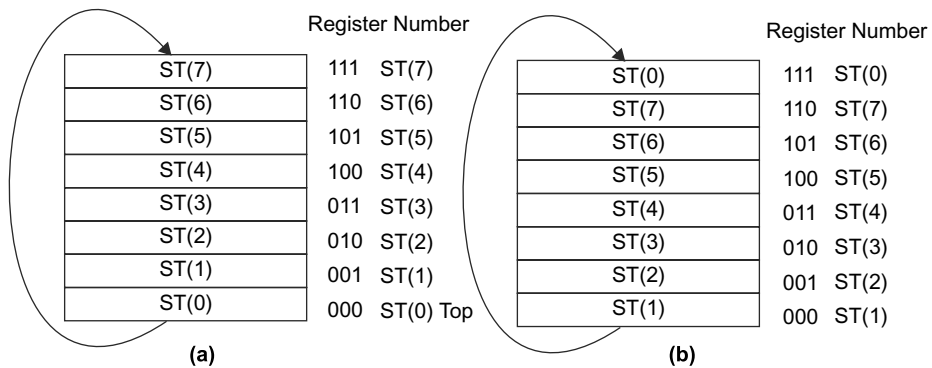 Register Number
ST(7) 111 ST(7)
ST(6) 110 ST(6)
ST(5) 101 ST(5)
ST(4) 100 ST(4)
ST(3) 011 ST(3)
ST(2) 010 ST(2)
ST(1) 001 ST(1)
ST(0) 000 ST(0) Top
(a)
Register Number
ST(0) 111 ST(0)
ST(7) 110 ST(7)
ST(6) 101 ST(6)
ST(5) 100 ST(5)
ST(4) 011 ST(4)
ST(3) 010 ST(3)
ST(2) 001 ST(2)
ST(1) 000 ST(1)
(b)